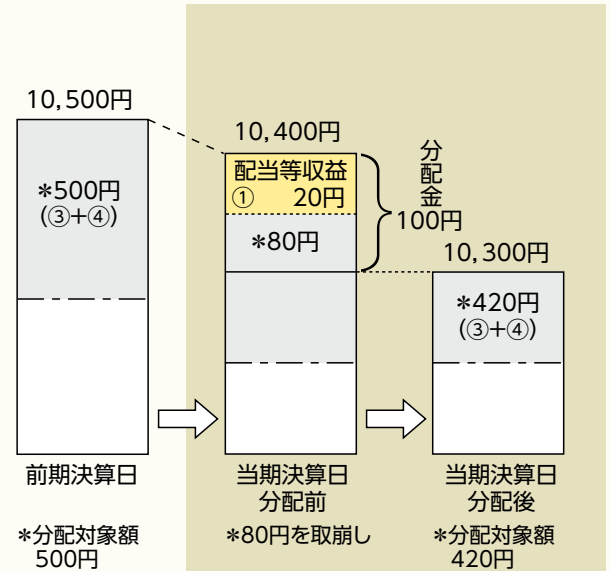 10,500円
*500円
(③+④)
前期決算日
*分配対象額
500円
10,400円
配当等収益
① 20円
*80円
分配金
100円
当期決算日
分配前
*80円を取崩し
10,300円
*420円
(③+④)
当期決算日
分配後
*分配対象額
420円